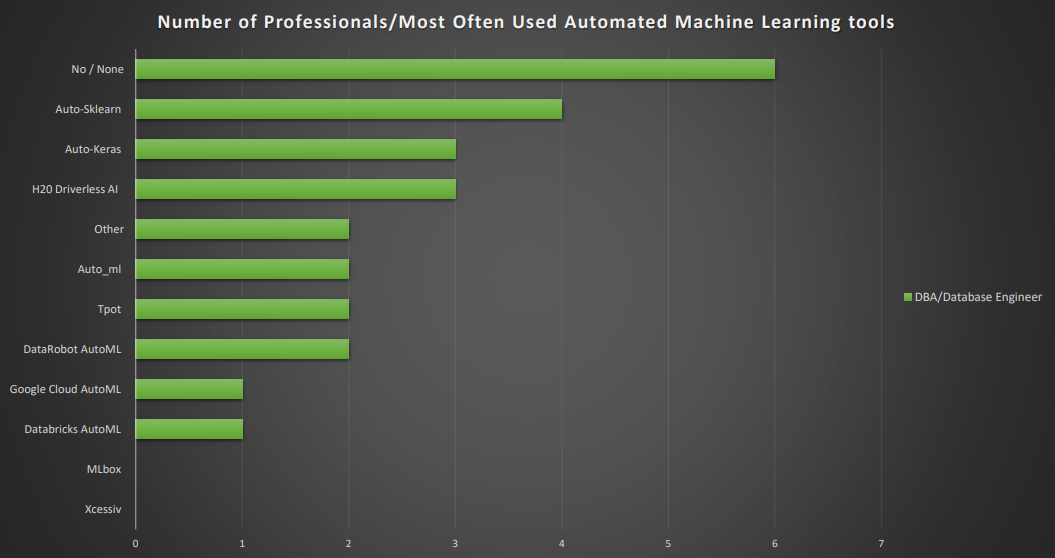 Number of Professionals/Most Often Used Automated Machine Learning tools
No / None
Auto-Sklearn
Auto-Keras
H20 Driverless AI
Other
Auto_ml
Tpot
DataRobot AutoML
Google Cloud AutoML
Databricks AutoML
MLbox
Xcessiv
0 1 2 3 4 5 6 7
DBA/Database Engineer